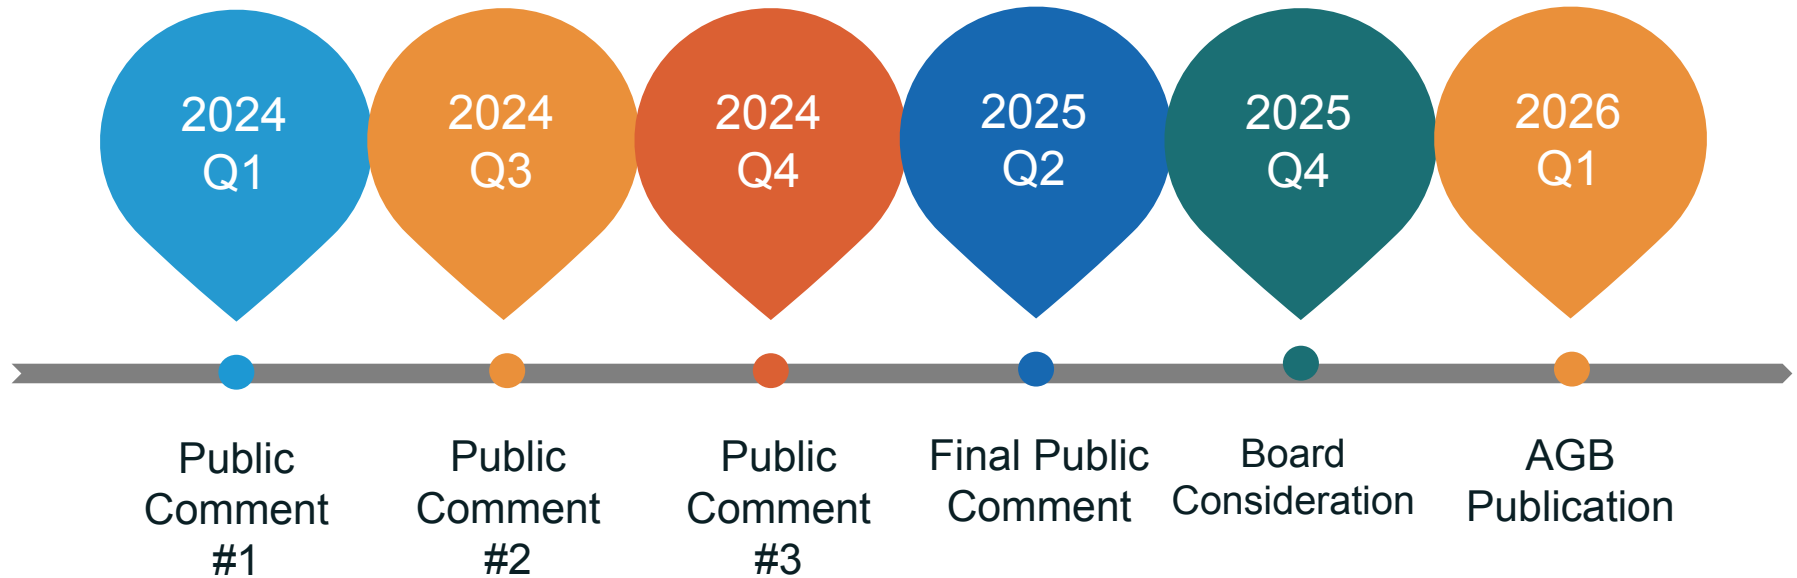 2024
Q1
2024
Q3
2024
Q4
2025
Q2
2025
Q4
2026
Q1
Public
Comment
#1
Public
Comment
#2
Public
Comment
#3
Final Public
Comment
Board
Consideration
AGB
Publication